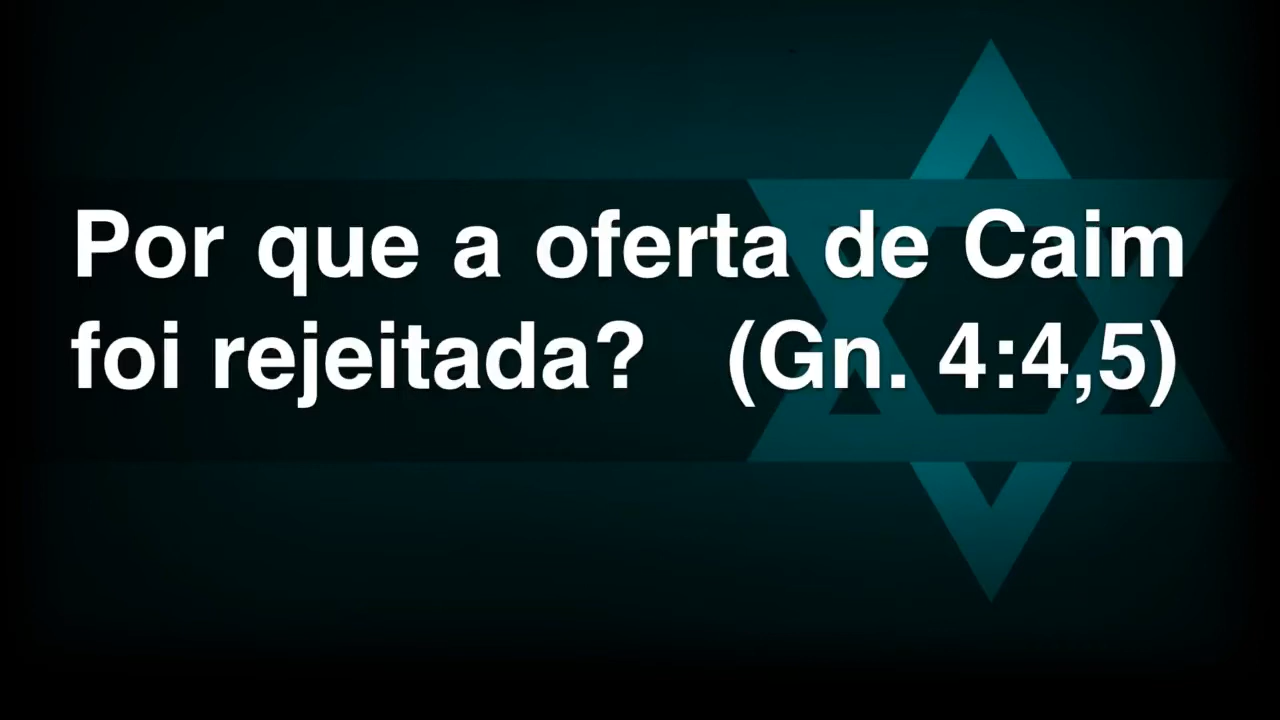 Por que a oferta de Caim
foi rejeitada? (Gn. 4:4,5)